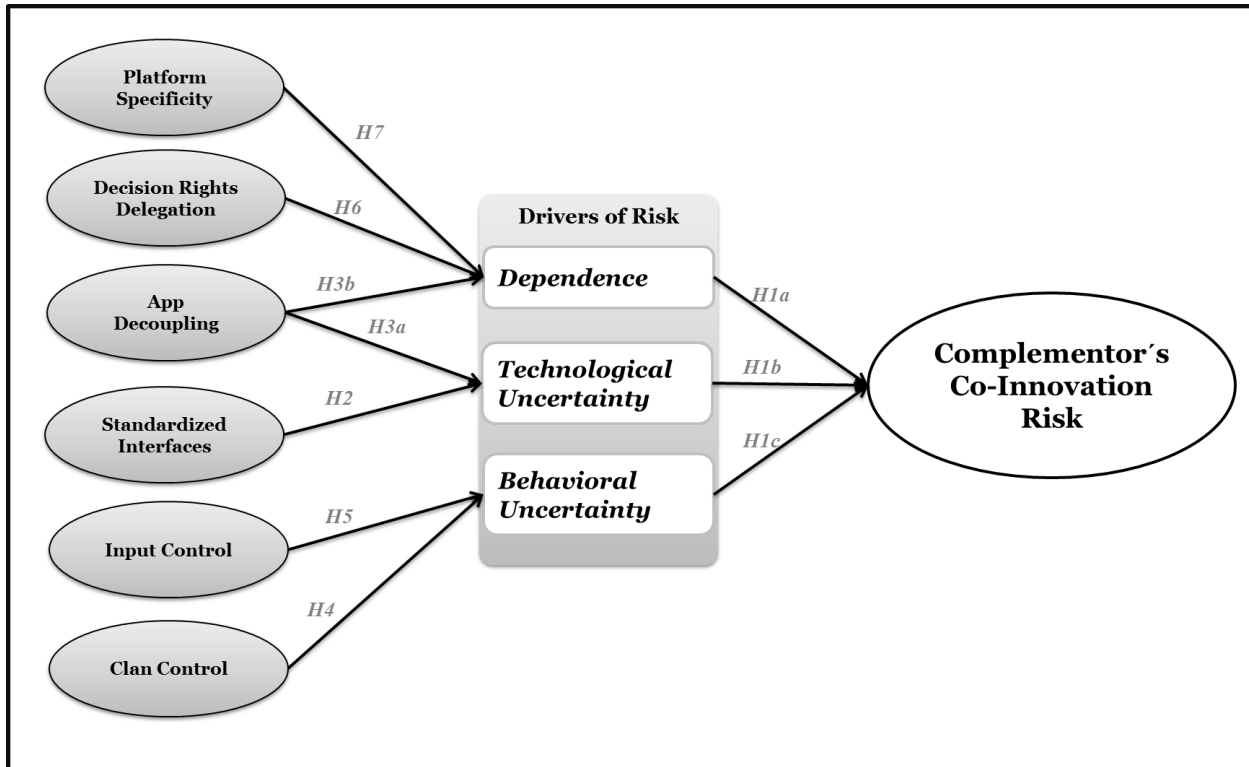 Platform
Specificity
H7
Decision Rights
Delegation
H6
App
Decoupling
H3b
H3a
Standardized
Interfaces
H2
Input Control
H5
Clan Control
H4
Drivers of Risk
Dependence
Technological
Uncertainty
Behavioral
Uncertainty
H1a
H1b
H1c
Complementor´s
Co-Innovation
Risk